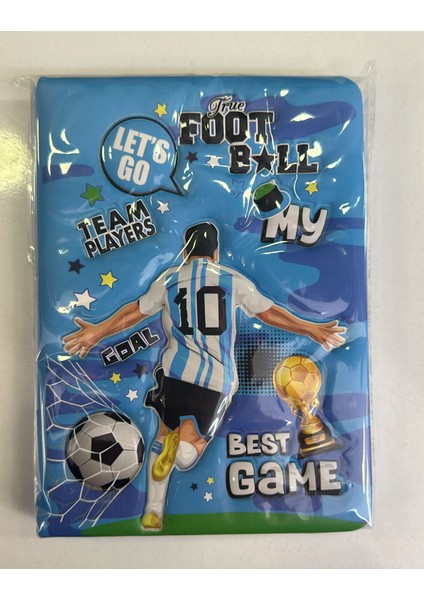 True
FOOT
BALL
LET'S
GO
TEAM
PLAYERS
MY
10
GOAL
BEST
GAME